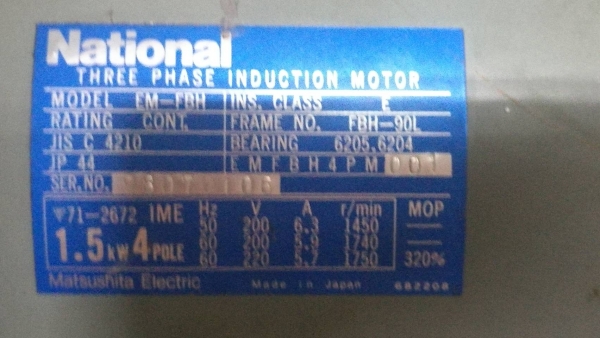 National
THREE PHASE INDUCTION MOTOR
MODEL EM-FBH INS. CLASS E
RATING CONT. FRAME NO. FBH-90L
JIS C 4210 BEARING 6205,6204
JP 44 EMFBH4PM001
SER.NO.
▽71-2672 IME Hz V A r/min MOP
50 200 6.3 1450 —
1.5kW 4POLE 60 200 5.9 1740 —
60 220 5.7 1750 320%
Matsushita Electric Made in Japan 682208